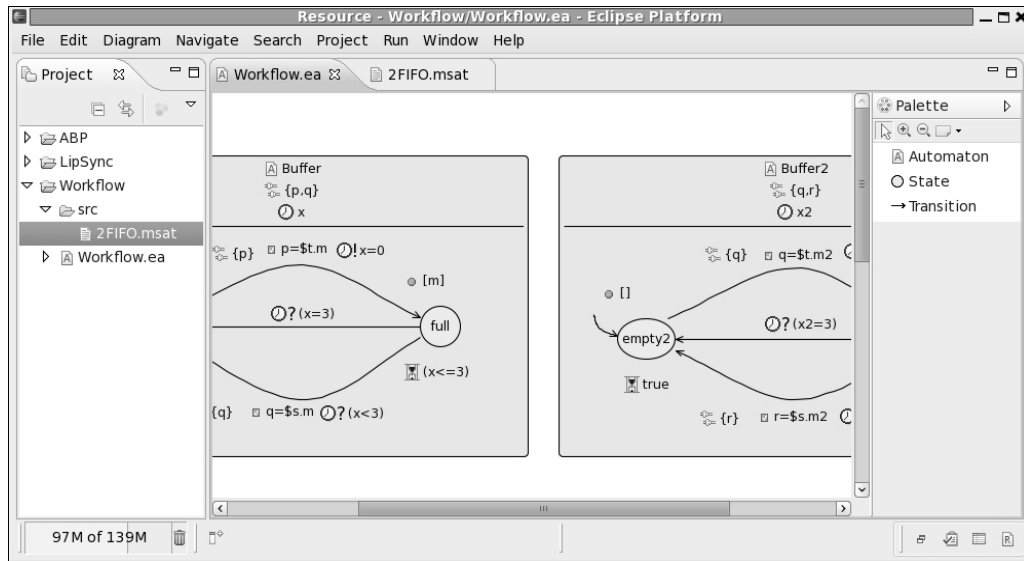 Resource - Workflow/Workflow.ea - Eclipse Platform
File Edit Diagram Navigate Search Project Run Window Help
Project
Workflow.ea
2FIFO.msat
Palette
ABP
LipSync
Workflow
src
2FIFO.msat
Workflow.ea
A Buffer
{p,q}
x
{p} p=$t.m !x=0
[m]
?(x=3)
full
(x<=3)
{q} q=$s.m ?(x<3)
A Buffer2
{q,r}
x2
{q} q=$t.m2
[]
?(x2=3)
empty2
true
{r} r=$s.m2
A Automaton
State
Transition
97M of 139M